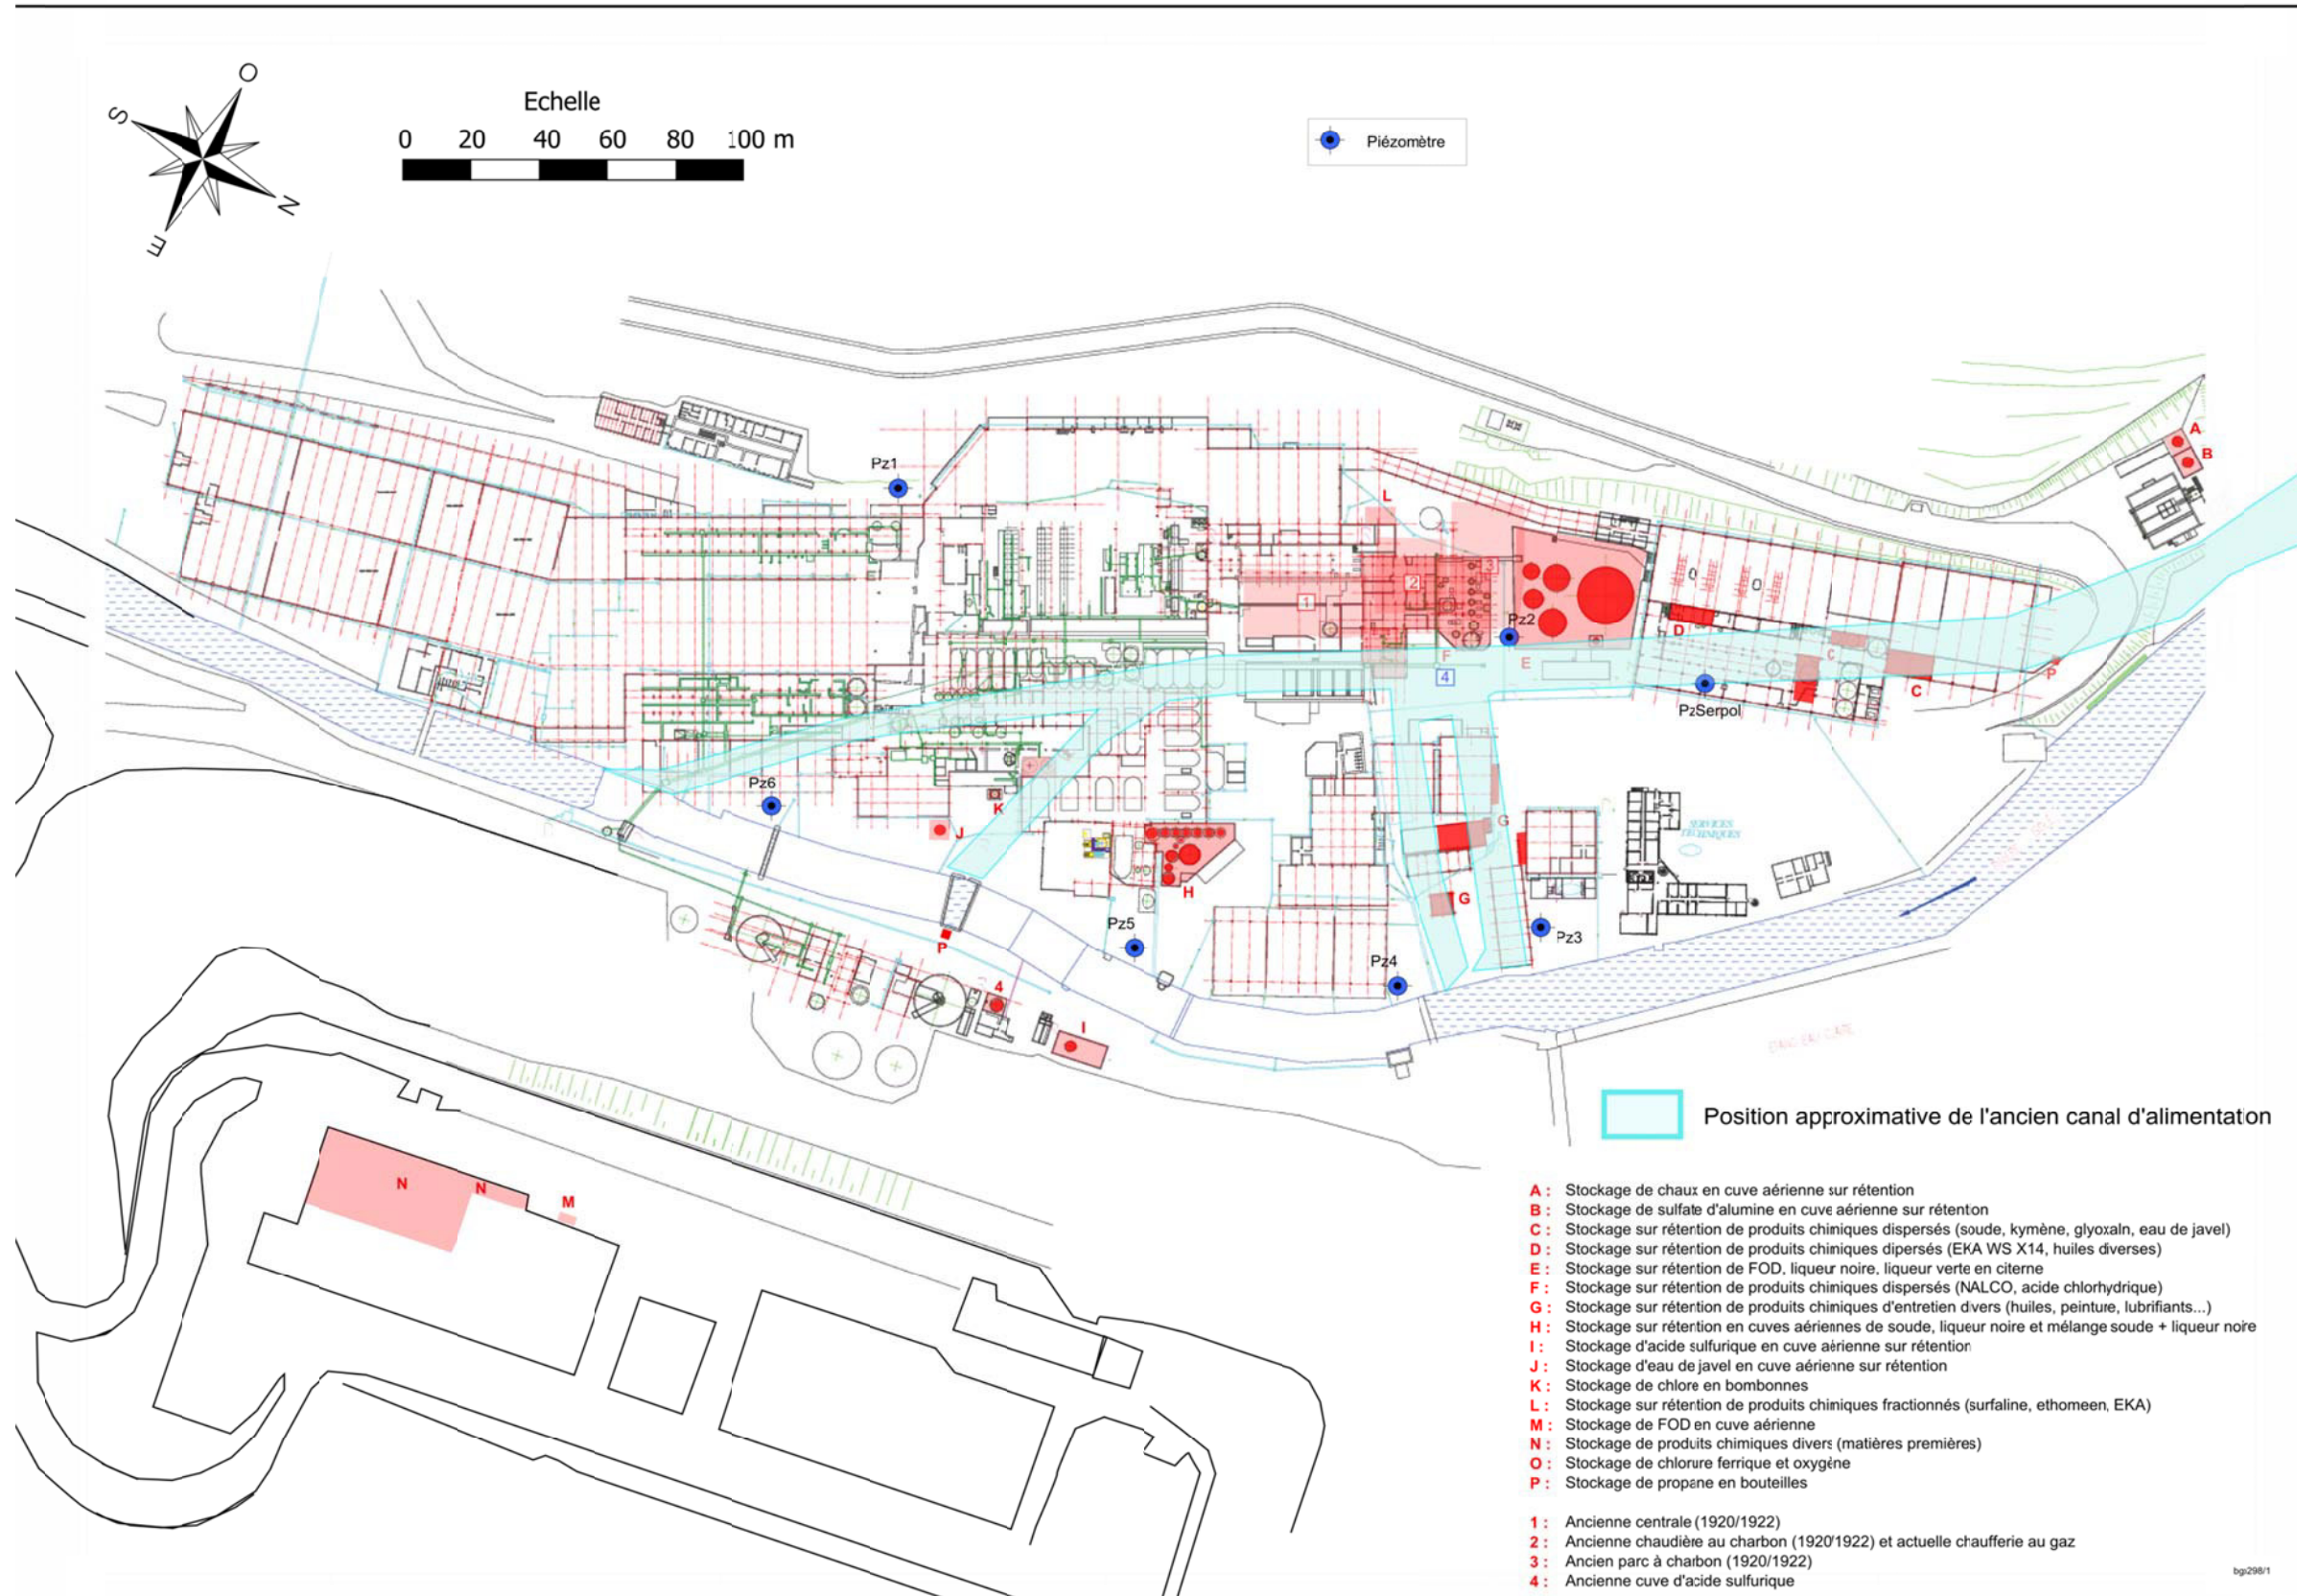 O
S
N
E
Echelle
0 20 40 60 80 100 m
Piézomètre
A
B
Pz1
L
3
2
1
Pz2
D
F
E
4
C
P
C
PzSerpol
Pz6
K
J
G
SERVICES
TECHNIQUES
H
G
P
Pz5
Pz3
Pz4
4
I
Position approximative de l'ancien canal d'alimentation
N
N
M
A : Stockage de chaux en cuve aérienne sur rétention
B : Stockage de sulfate d'alumine en cuve aérienne sur rétention
C : Stockage sur rétention de produits chimiques dispersés (soude, kymène, glyoxaln, eau de javel)
D : Stockage sur rétention de produits chimiques dipersés (EKA WS X14, huiles diverses)
E : Stockage sur rétention de FOD, liqueur noire, liqueur verte en citerne
F : Stockage sur rétention de produits chimiques dispersés (NALCO, acide chlorhydrique)
G : Stockage sur rétention de produits chimiques d'entretien divers (huiles, peinture, lubrifiants...)
H : Stockage sur rétention en cuves aériennes de soude, liqueur noire et mélange soude + liqueur noire
I : Stockage d'acide sulfurique en cuve aérienne sur rétention
J : Stockage d'eau de javel en cuve aérienne sur rétention
K : Stockage de chlore en bombonnes
L : Stockage sur rétention de produits chimiques fractionnés (surfaline, ethomeen, EKA)
M : Stockage de FOD en cuve aérienne
N : Stockage de produits chimiques divers (matières premières)
O : Stockage de chlorure ferrique et oxygène
P : Stockage de propane en bouteilles
1 : Ancienne centrale (1920/1922)
2 : Ancienne chaudière au charbon (1920/1922) et actuelle chaufferie au gaz
3 : Ancien parc à charbon (1920/1922)
4 : Ancienne cuve d'acide sulfurique
bgp298/1